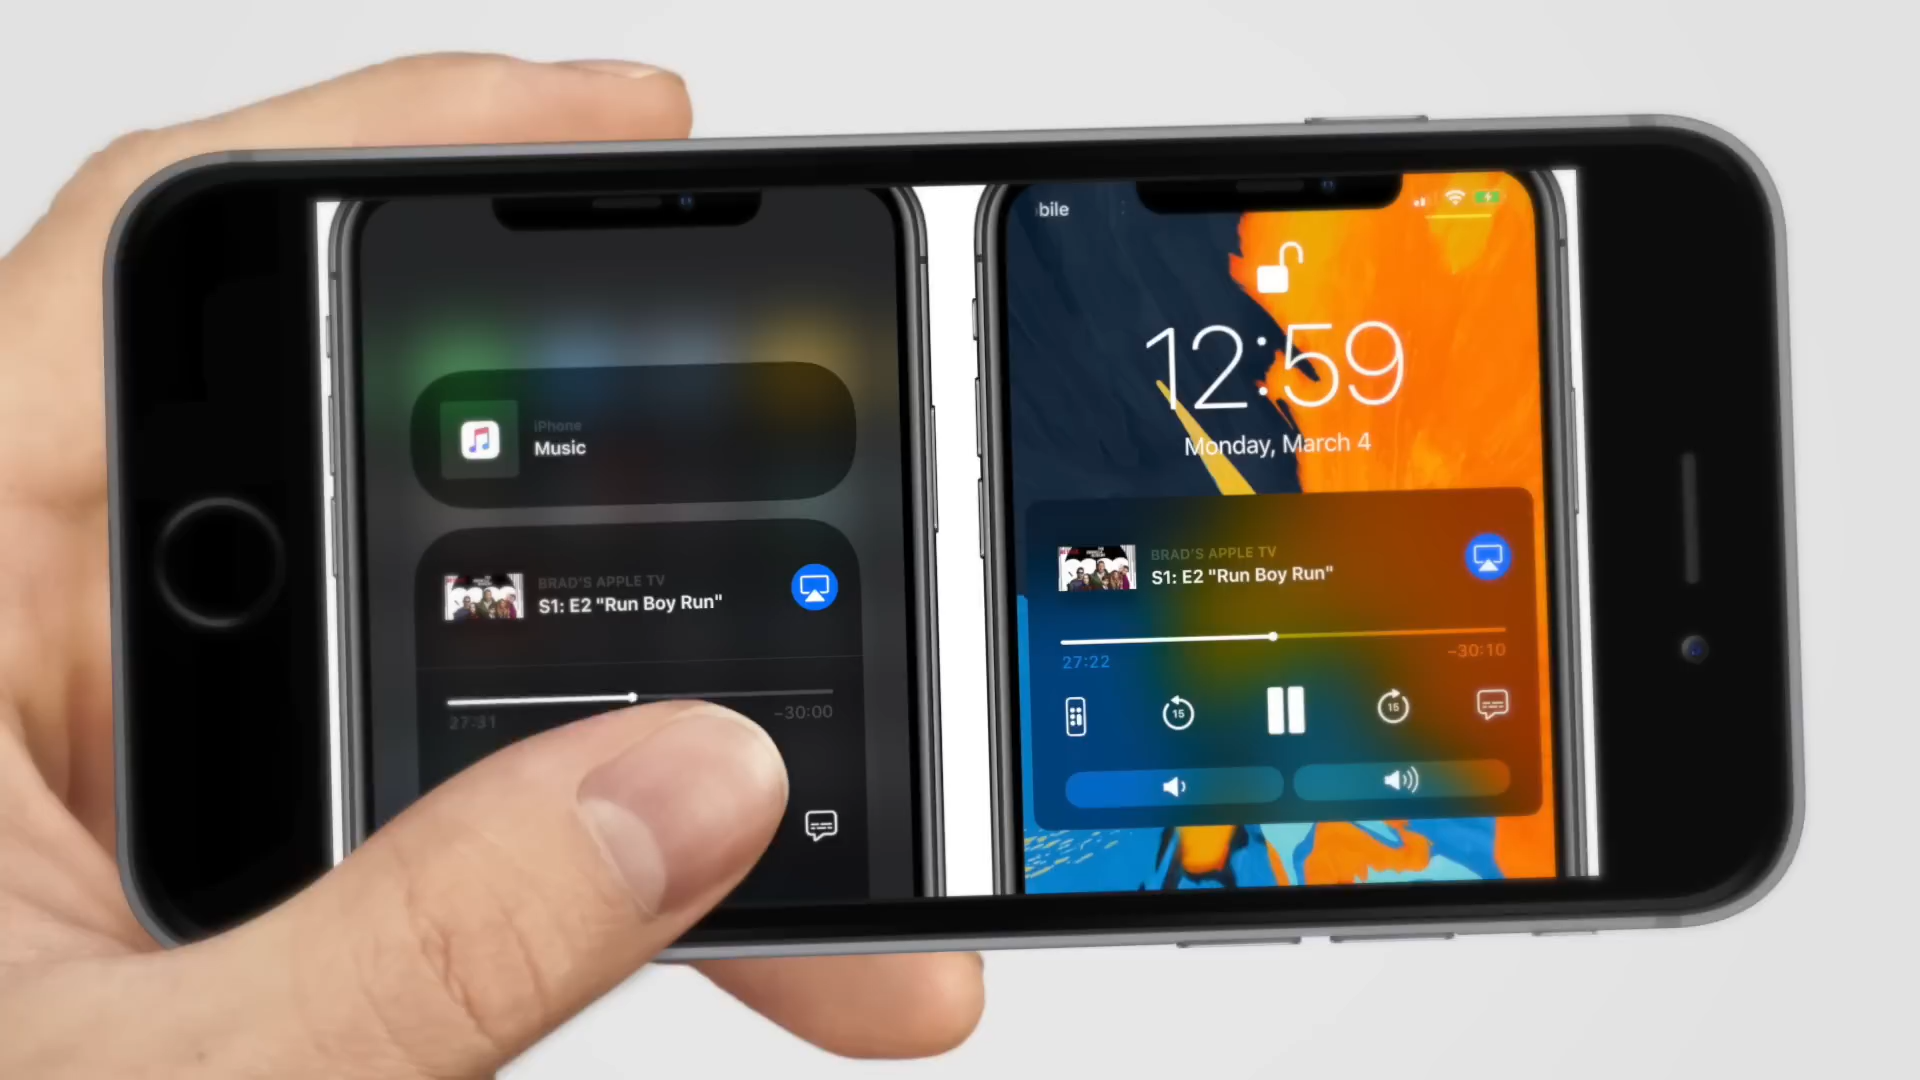 iPhone
Music
BRAD'S APPLE TV
S1: E2 "Run Boy Run"
27:31
-30:00
bile
12:59
Monday, March 4
BRAD'S APPLE TV
S1: E2 "Run Boy Run"
27:22
-30:10
15
15